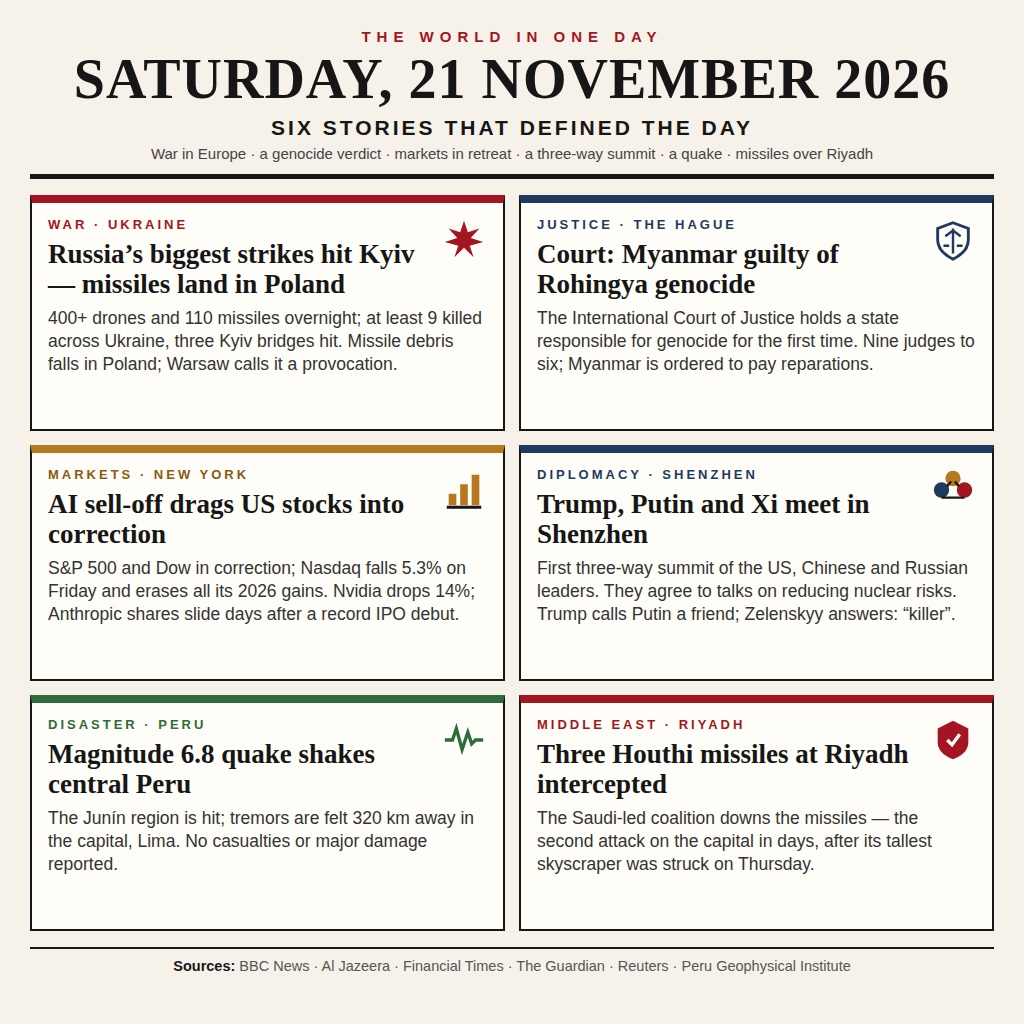 THE WORLD IN ONE DAY
SATURDAY, 21 NOVEMBER 2026
SIX STORIES THAT DEFINED THE DAY
War in Europe · a genocide verdict · markets in retreat · a three-way summit · a quake · missiles over Riyadh
WAR · UKRAINE
Russia’s biggest strikes hit Kyiv
— missiles land in Poland
400+ drones and 110 missiles overnight; at least 9 killed
across Ukraine, three Kyiv bridges hit. Missile debris
falls in Poland; Warsaw calls it a provocation.
JUSTICE · THE HAGUE
Court: Myanmar guilty of
Rohingya genocide
The International Court of Justice holds a state
responsible for genocide for the first time. Nine judges to
six; Myanmar is ordered to pay reparations.
MARKETS · NEW YORK
AI sell-off drags US stocks into
correction
S&P 500 and Dow in correction; Nasdaq falls 5.3% on
Friday and erases all its 2026 gains. Nvidia drops 14%;
Anthropic shares slide days after a record IPO debut.
DIPLOMACY · SHENZHEN
Trump, Putin and Xi meet in
Shenzhen
First three-way summit of the US, Chinese and Russian
leaders. They agree to talks on reducing nuclear risks.
Trump calls Putin a friend; Zelenskyy answers: “killer”.
DISASTER · PERU
Magnitude 6.8 quake shakes
central Peru
The Junín region is hit; tremors are felt 320 km away in
the capital, Lima. No casualties or major damage
reported.
MIDDLE EAST · RIYADH
Three Houthi missiles at Riyadh
intercepted
The Saudi-led coalition downs the missiles — the
second attack on the capital in days, after its tallest
skyscraper was struck on Thursday.
Sources: BBC News · Al Jazeera · Financial Times · The Guardian · Reuters · Peru Geophysical Institute